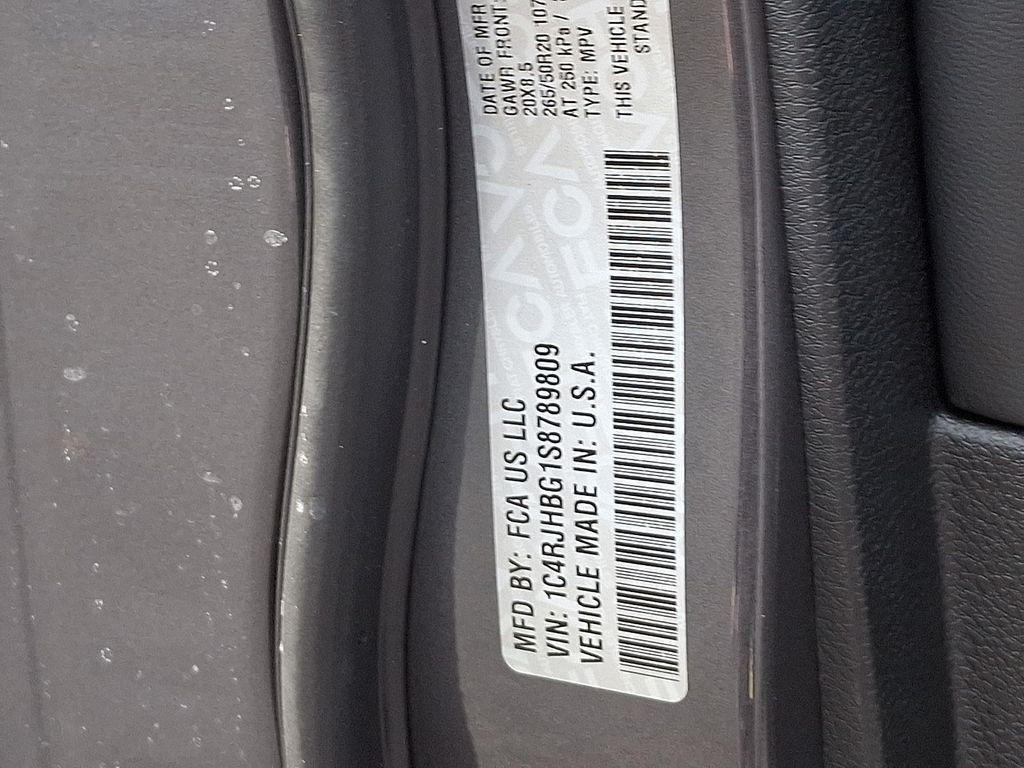 MFD BY: FCA US LLC
VIN: 1C4RJHBG1S8789809
VEHICLE MADE IN: U.S.A.
DATE OF MFR
GAWR FRONT:
20X8.5
265/50R20 107
AT 250 kPa /
TYPE: MPV
THIS VEHICLE
STAND